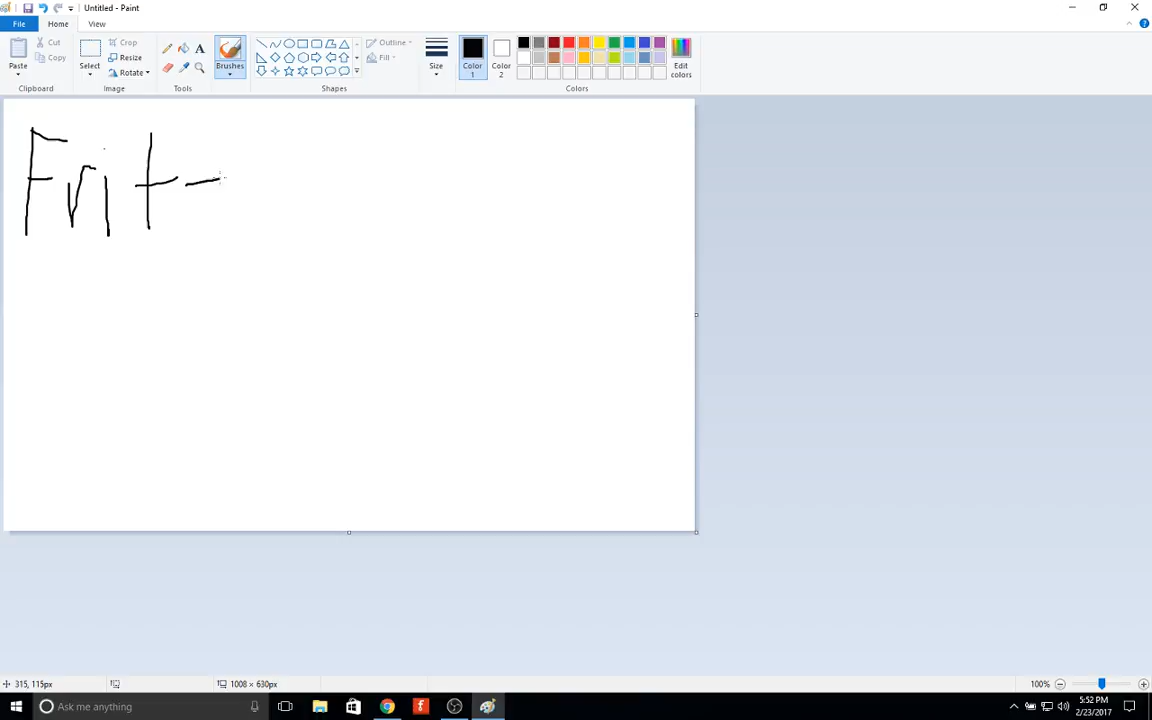 Untitled - Paint
File Home View
Paste Cut Copy
Select Crop Resize Rotate
A
Brushes
Outline Fill
Size
Color 1 Color 2
Edit colors
Clipboard Image Tools Shapes Colors
Frit-
315, 115px 1008 × 630px 100%
Ask me anything
5:52 PM
2/23/2017